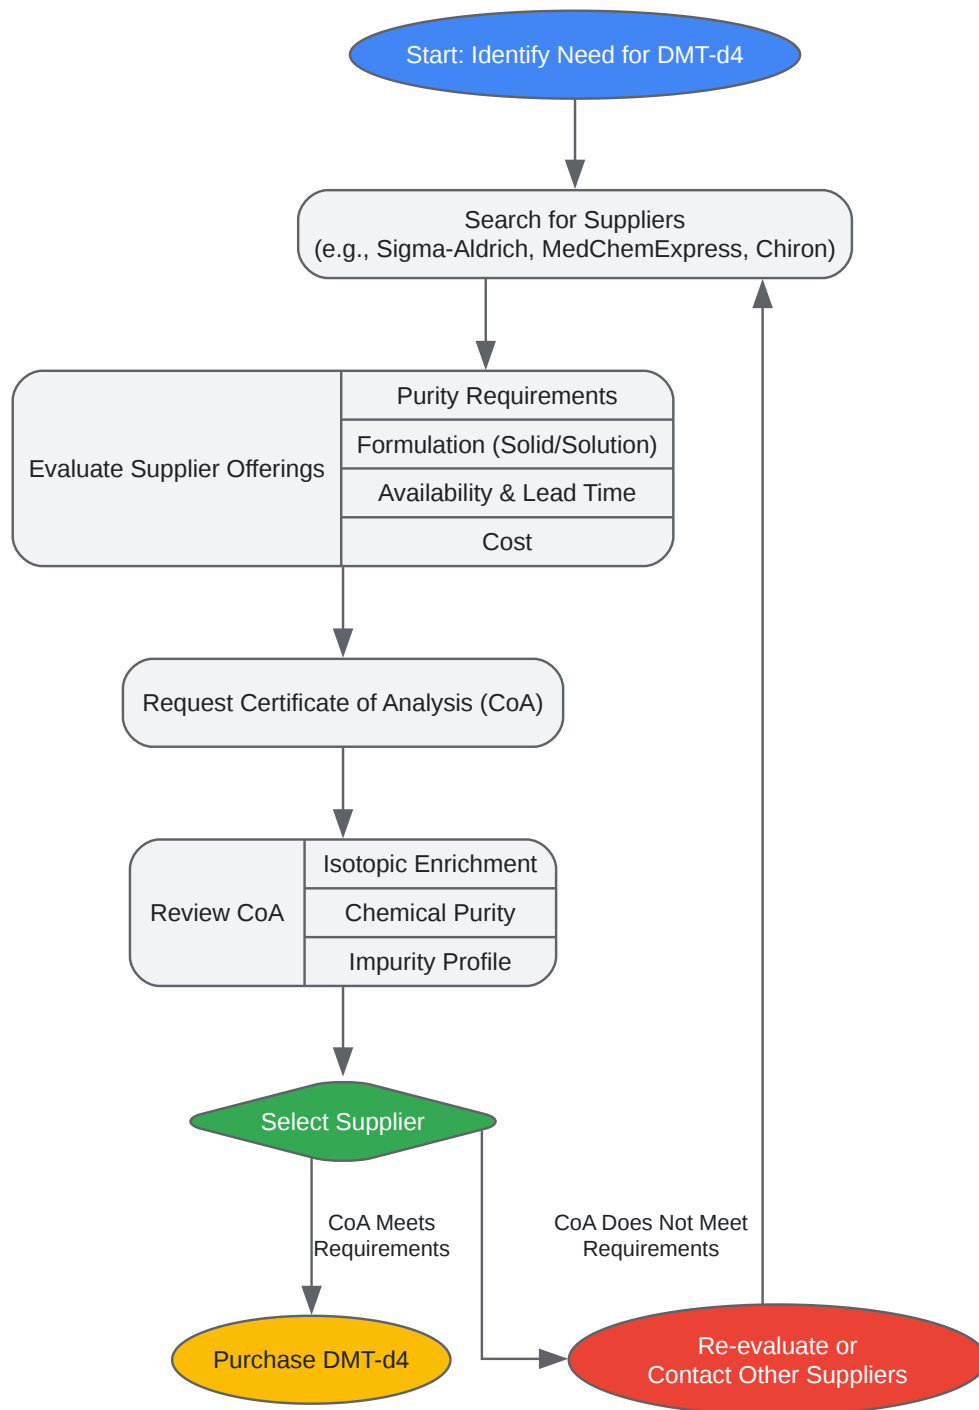 Start: Identify Need for DMT-d4
Search for Suppliers
(e.g., Sigma-Aldrich, MedChemExpress, Chiron)
Evaluate Supplier Offerings
Purity Requirements
Formulation (Solid/Solution)
Availability & Lead Time
Cost
Request Certificate of Analysis (CoA)
Review CoA
Isotopic Enrichment
Chemical Purity
Impurity Profile
Select Supplier
CoA Meets
Requirements
CoA Does Not Meet
Requirements
Purchase DMT-d4
Re-evaluate or
Contact Other Suppliers